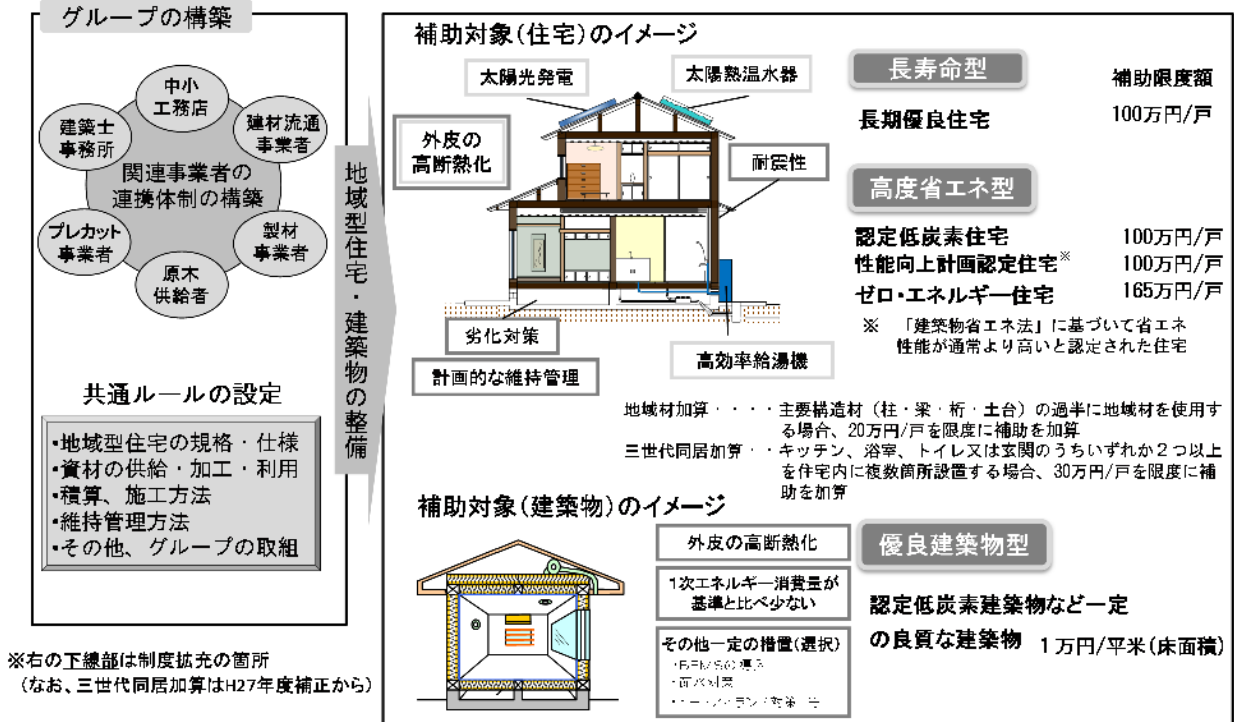 グループの構築
中小
工務店
建築士
事務所
建材流通
事業者
関連事業者の
連携体制の構築
プレカット
事業者
製材
事業者
原木
供給者
共通ルールの設定
・地域型住宅の規格・仕様
・資材の供給・加工・利用
・積算、施工方法
・維持管理方法
・その他、グループの取組
※右の下線部は制度拡充の箇所
(なお、三世代同居加算はH27年度補正から)
地域型住宅・建築物の整備
補助対象(住宅)のイメージ
太陽光発電
太陽熱温水器
外皮の
高断熱化
耐震性
劣化対策
計画的な維持管理
高効率給湯機
長寿命型
補助限度額
長期優良住宅 100万円/戸
高度省エネ型
認定低炭素住宅 100万円/戸
性能向上計画認定住宅※ 100万円/戸
ゼロ・エネルギー住宅 165万円/戸
※ 「建築物省エネ法」に基づいて省エネ
性能が通常より高いと認定された住宅
地域材加算・・・・主要構造材(柱・梁・桁・土台)の過半に地域材を使用す
る場合、20万円/戸を限度に補助を加算
三世代同居加算・・キッチン、浴室、トイレ又は玄関のうちいずれか2つ以上
を住宅内に複数箇所設置する場合、30万円/戸を限度に補
助を加算
補助対象(建築物)のイメージ
外皮の高断熱化
1次エネルギー消費量が
基準と比べ少ない
その他一定の措置(選択)
優良建築物型
認定低炭素建築物など一定
の良質な建築物 1万円/平米(床面積)